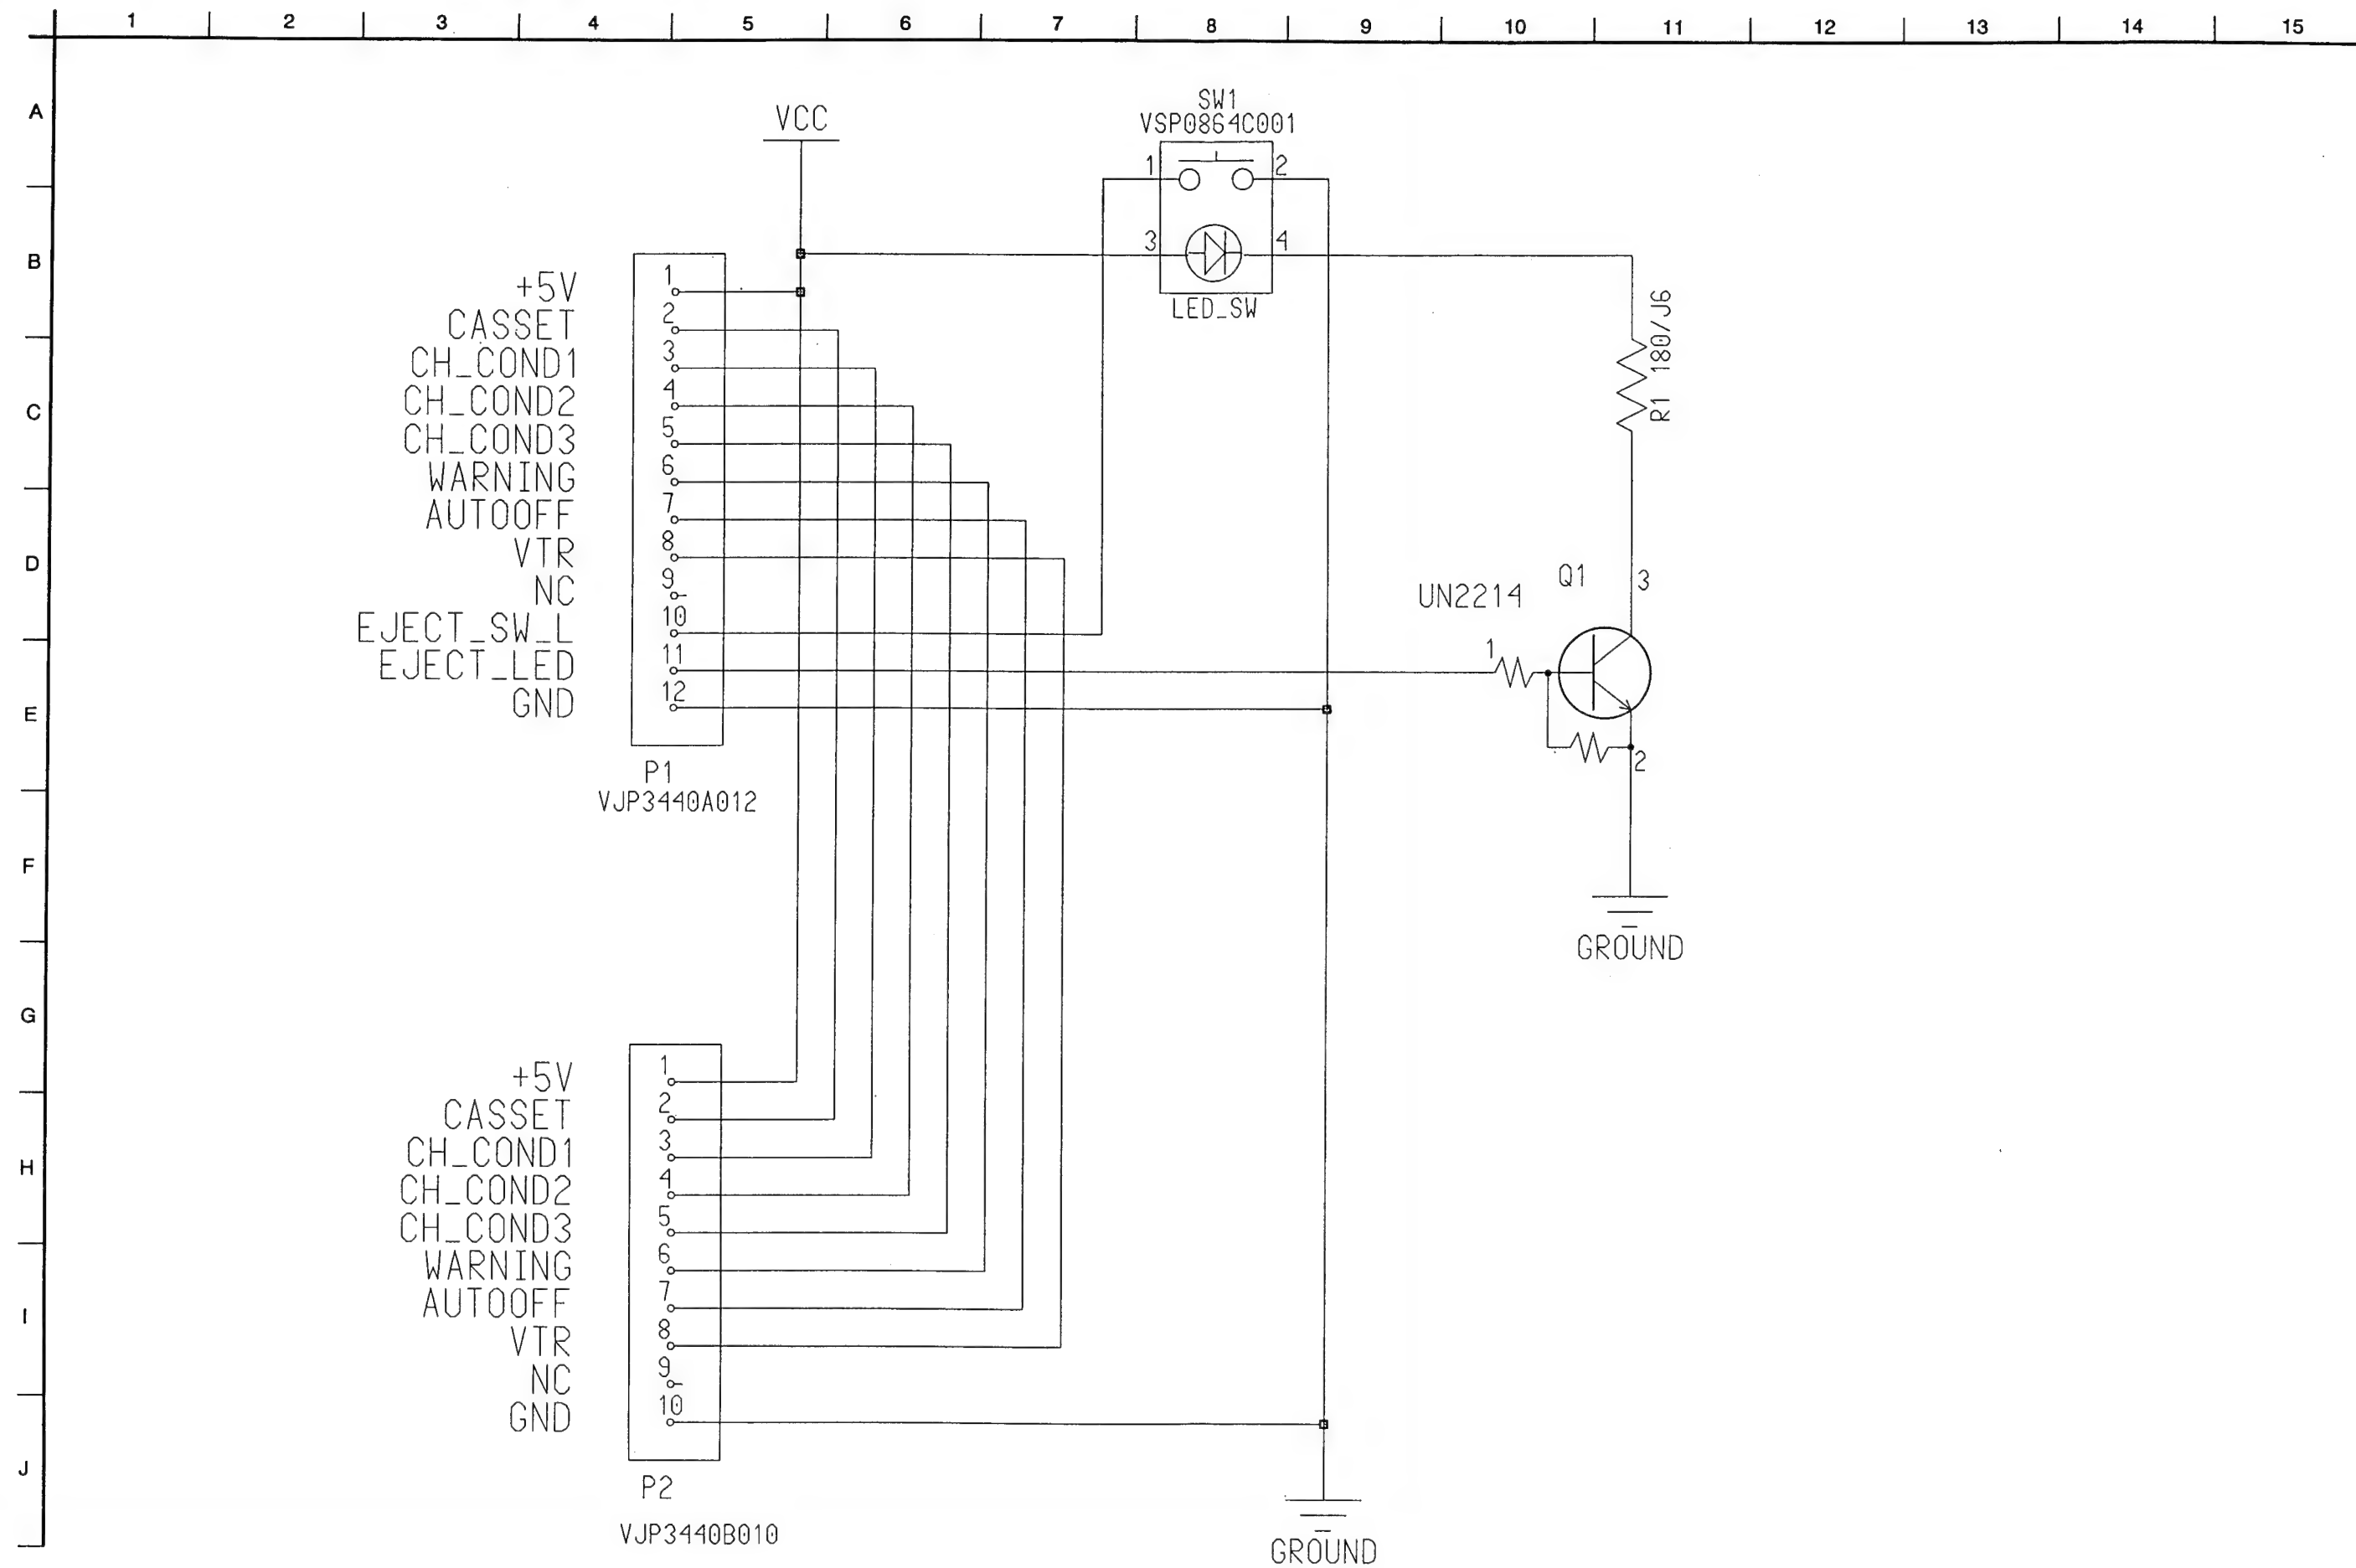 1 2 3 4 5 6 7 8 9 10 11 12 13 14 15
A
B
C
D
E
F
G
H
I
J
VCC
SW1
VSP0864C001
1 2
3 4
LED_SW
R1 180/J6
+5V 1
CASSET 2
CH_COND1 3
CH_COND2 4
CH_COND3 5
WARNING 6
AUTOOFF 7
VTR 8
NC 9
EJECT_SW_L 10
EJECT_LED 11
GND 12
P1
VJP3440A012
Q1
UN2214
3
1
2
GROUND
+5V 1
CASSET 2
CH_COND1 3
CH_COND2 4
CH_COND3 5
WARNING 6
AUTOOFF 7
VTR 8
NC 9
GND 10
P2
VJP3440B010
GROUND